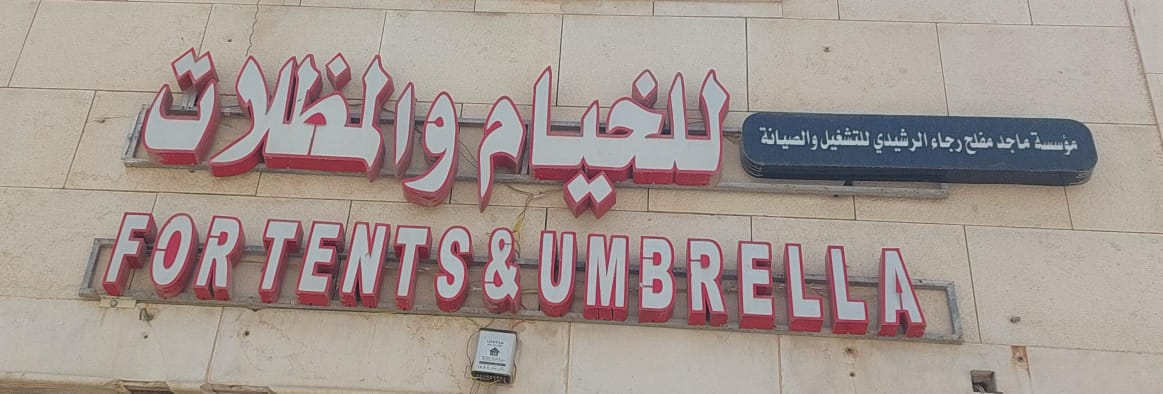 مؤسسة ماجد مفلح رجاء الرشيدي للتشغيل والصيانة
للخيام والمظلات
FOR TENTS & UMBRELLA